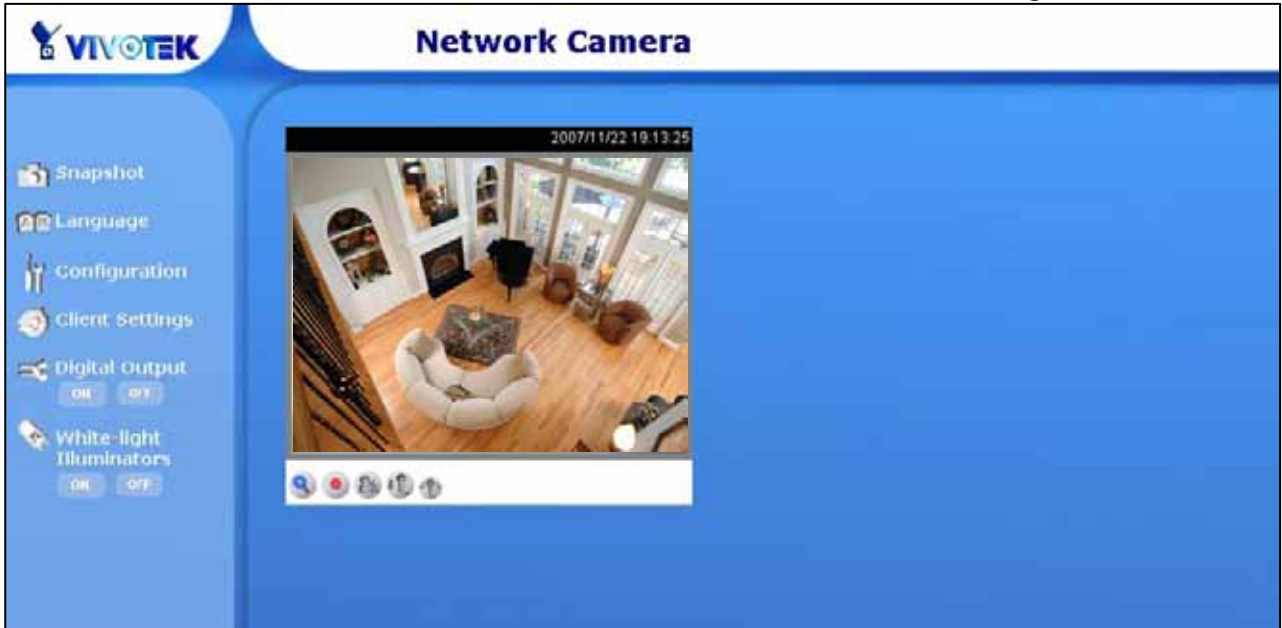 VIVOTEK
Network Camera
2007/11/22 19:13:25
Snapshot
Language
Configuration
Client Settings
Digital Output
ON OFF
White-light
Illuminators
ON OFF